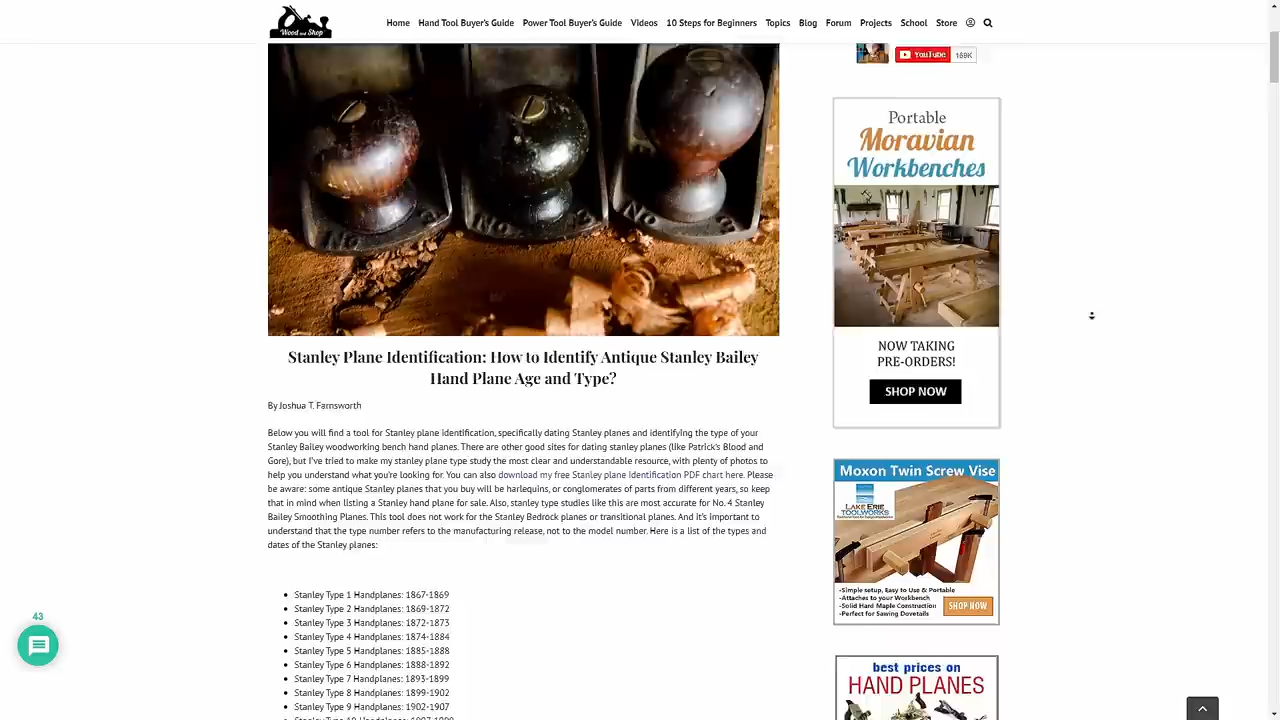 Wood and Shop
Home Hand Tool Buyer's Guide Power Tool Buyer's Guide Videos 10 Steps for Beginners Topics Blog Forum Projects School Store
YouTube 169K
No 3
Stanley Plane Identification: How to Identify Antique Stanley Bailey
Hand Plane Age and Type?
By Joshua T. Farnsworth
Below you will find a tool for Stanley plane identification, specifically dating Stanley planes and identifying the type of your
Stanley Bailey woodworking bench hand planes. There are other good sites for dating stanley planes (like Patrick's Blood and
Gore), but I've tried to make my stanley plane type study the most clear and understandable resource, with plenty of photos to
help you understand what you're looking for. You can also download my free Stanley plane identification PDF chart here. Please
be aware: some antique Stanley planes that you buy will be harlequins, or conglomerates of parts from different years, so keep
that in mind when listing a Stanley hand plane for sale. Also, stanley type studies like this are most accurate for No. 4 Stanley
Bailey Smoothing Planes. This tool does not work for the Stanley Bedrock planes or transitional planes. And it's important to
understand that the type number refers to the manufacturing release, not to the model number. Here is a list of the types and
dates of the Stanley planes:
Stanley Type 1 Handplanes: 1867-1869
Stanley Type 2 Handplanes: 1869-1872
Stanley Type 3 Handplanes: 1872-1873
Stanley Type 4 Handplanes: 1874-1884
Stanley Type 5 Handplanes: 1885-1888
Stanley Type 6 Handplanes: 1888-1892
Stanley Type 7 Handplanes: 1893-1899
Stanley Type 8 Handplanes: 1899-1902
Stanley Type 9 Handplanes: 1902-1907
43
Portable
Moravian
Workbenches
NOW TAKING
PRE-ORDERS!
SHOP NOW
Moxon Twin Screw Vise
LAKE ERIE
TOOLWORKS
-Simple setup, Easy to Use & Portable
-Attaches to your Workbench
-Solid Hard Maple Construction
-Perfect for Sawing Dovetails
SHOP NOW
best prices on
HAND PLANES